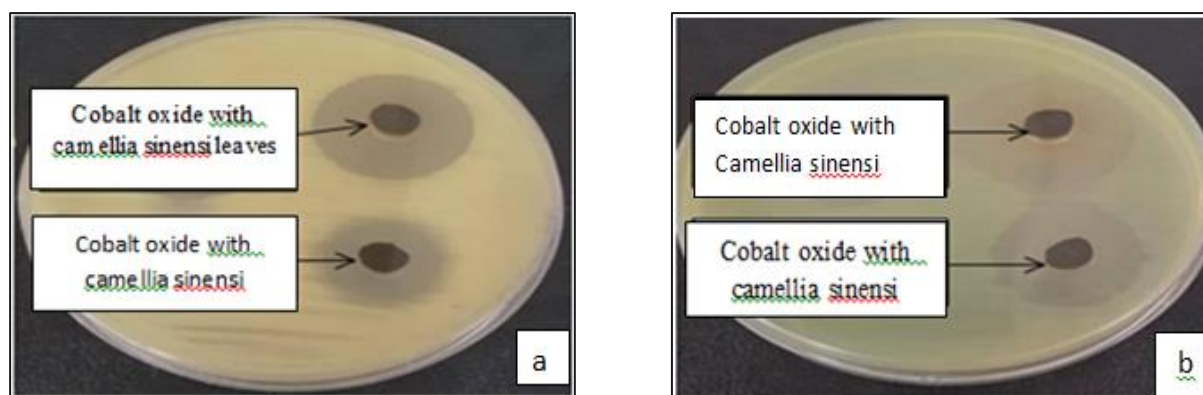 Cobalt oxide with
camellia sinensi leaves
Cobalt oxide with
camellia sinensi
a
Cobalt oxide with
Camellia sinensi
Cobalt oxide with
camellia sinensi
b